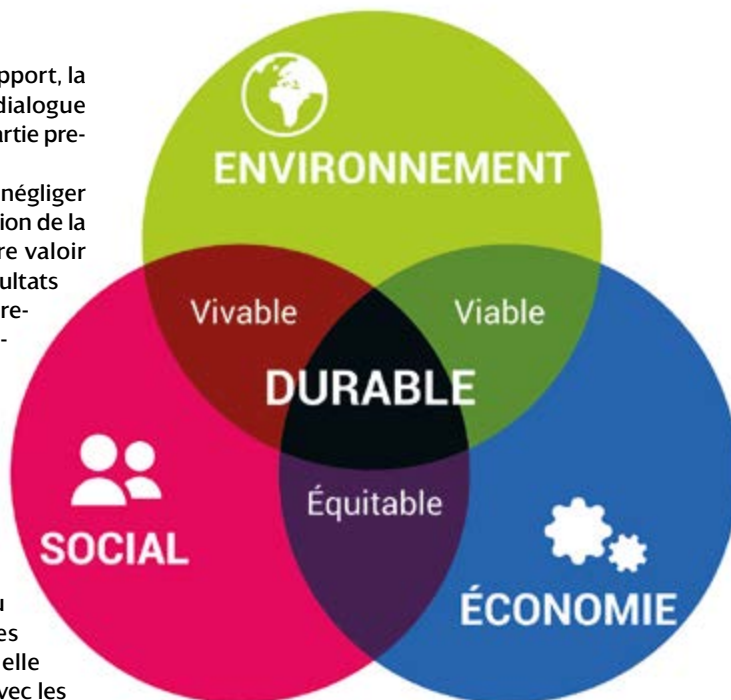 pport, la
dialogue
artie pre-
négliger
ion de la
re valoir
ultats
re-
-
u
es
elle
vec les
ENVIRONNEMENT
Vivable
Viable
DURABLE
Équitable
SOCIAL
ÉCONOMIE